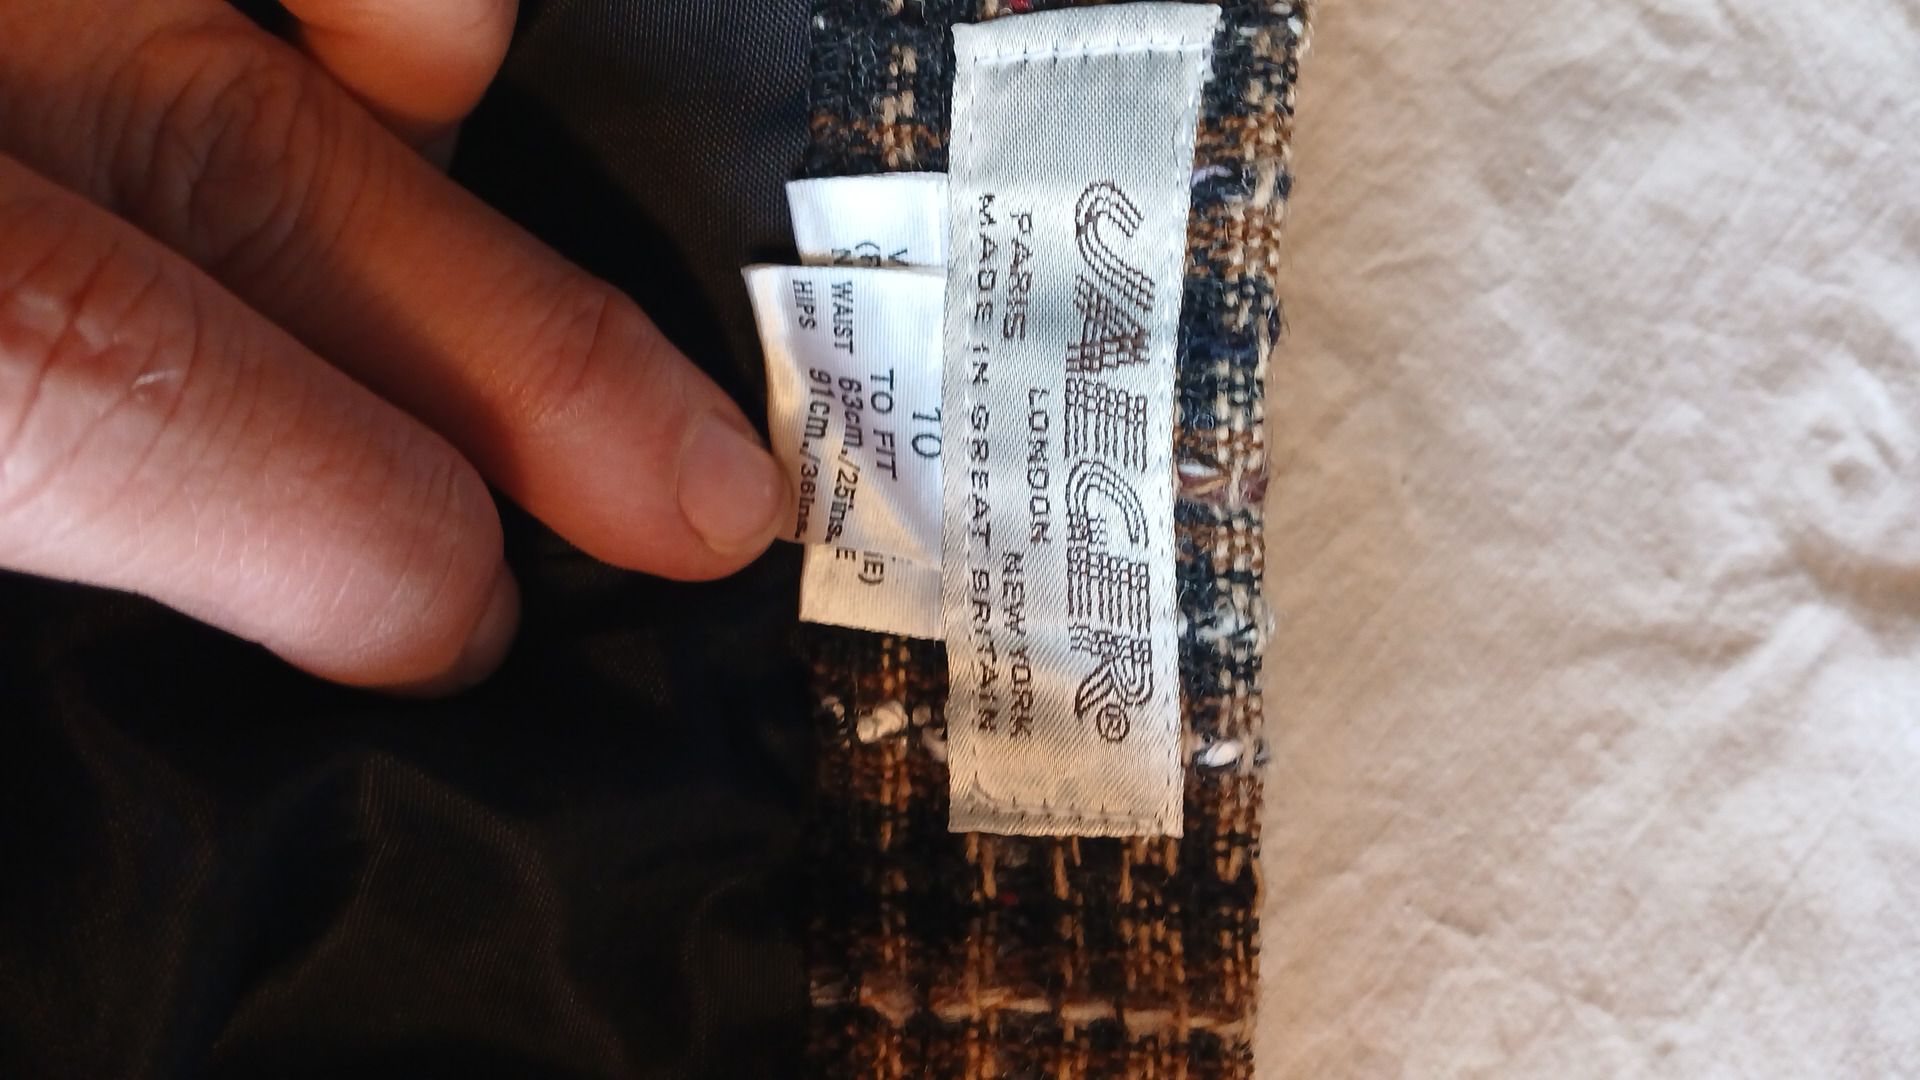 JAEGER®
PARIS LONDON NEW YORK
MADE IN GREAT BRITAIN
10
TO FIT
WAIST 63cm./25ins.
HIPS 91cm./36ins.